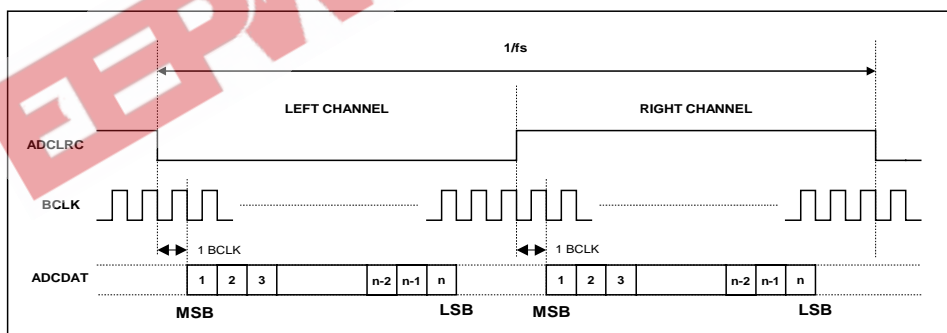 EEPW
1/fs
LEFT CHANNEL
RIGHT CHANNEL
ADCLRC
BCLK
1 BCLK
1 BCLK
ADCDAT
1 2 3 n-2 n-1 n
1 2 3 n-2 n-1 n
MSB
LSB
MSB
LSB